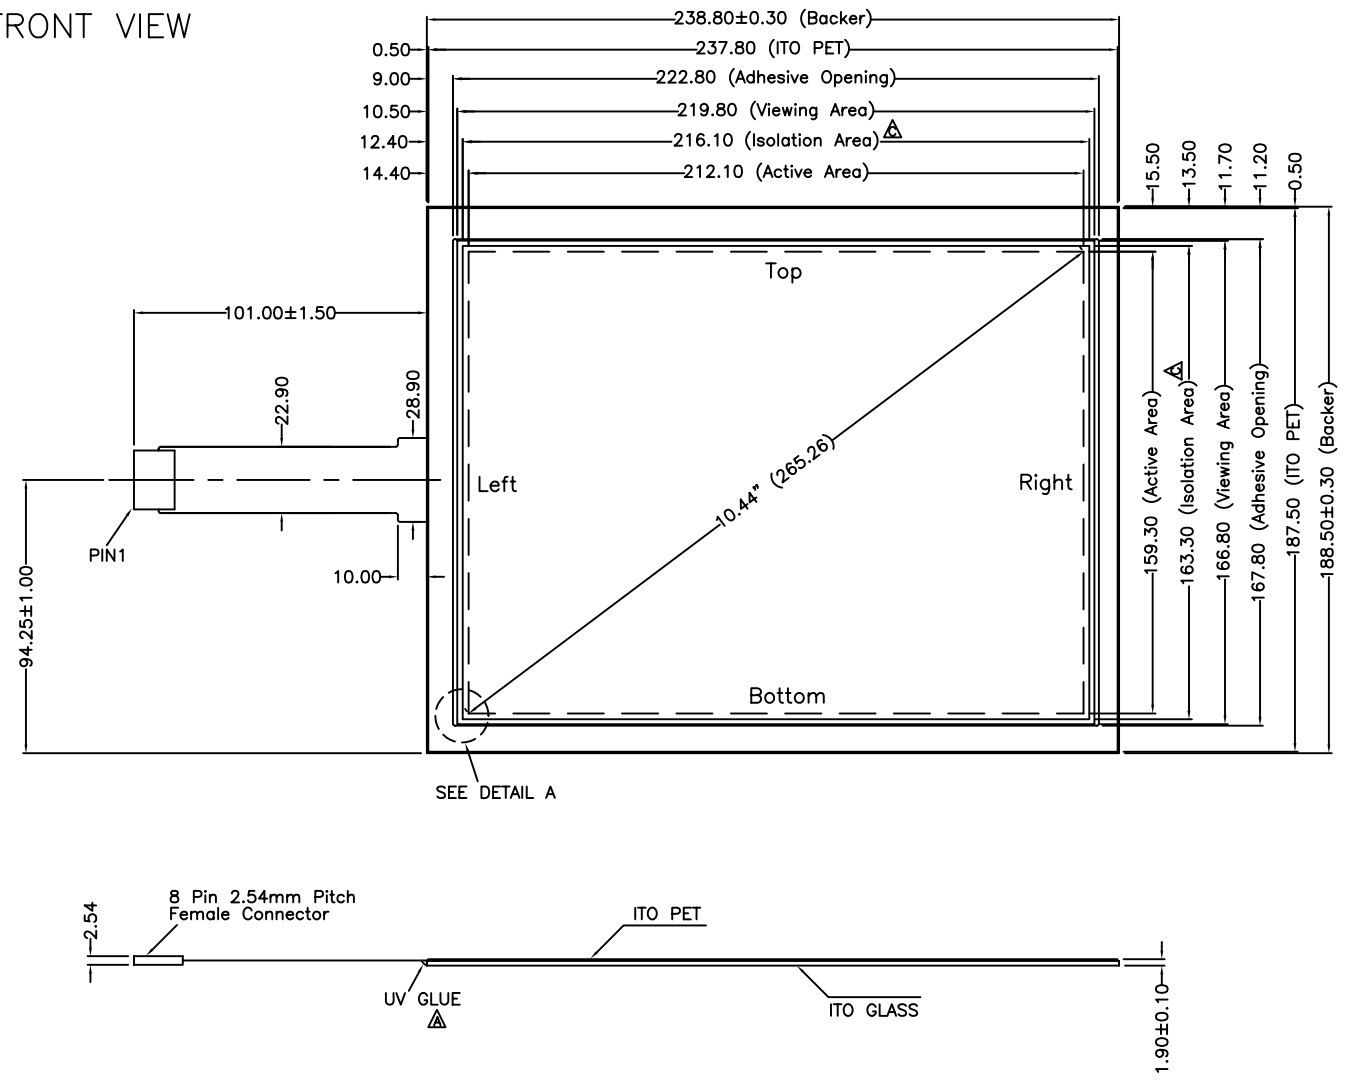 FRONT VIEW
238.80±0.30 (Backer)
0.50
237.80 (ITO PET)
9.00
222.80 (Adhesive Opening)
10.50
219.80 (Viewing Area)
12.40
216.10 (Isolation Area)
C
14.40
212.10 (Active Area)
15.50
13.50
11.70
11.20
0.50
Top
101.00±1.50
22.90
28.90
10.44" (265.26)
Left
Right
159.30 (Active Area)
163.30 (Isolation Area)
C
166.80 (Viewing Area)
167.80 (Adhesive Opening)
187.50 (ITO PET)
188.50±0.30 (Backer)
PIN1
10.00
94.25±1.00
Bottom
SEE DETAIL A
8 Pin 2.54mm Pitch
Female Connector
2.54
ITO PET
UV GLUE
A
ITO GLASS
1.90±0.10